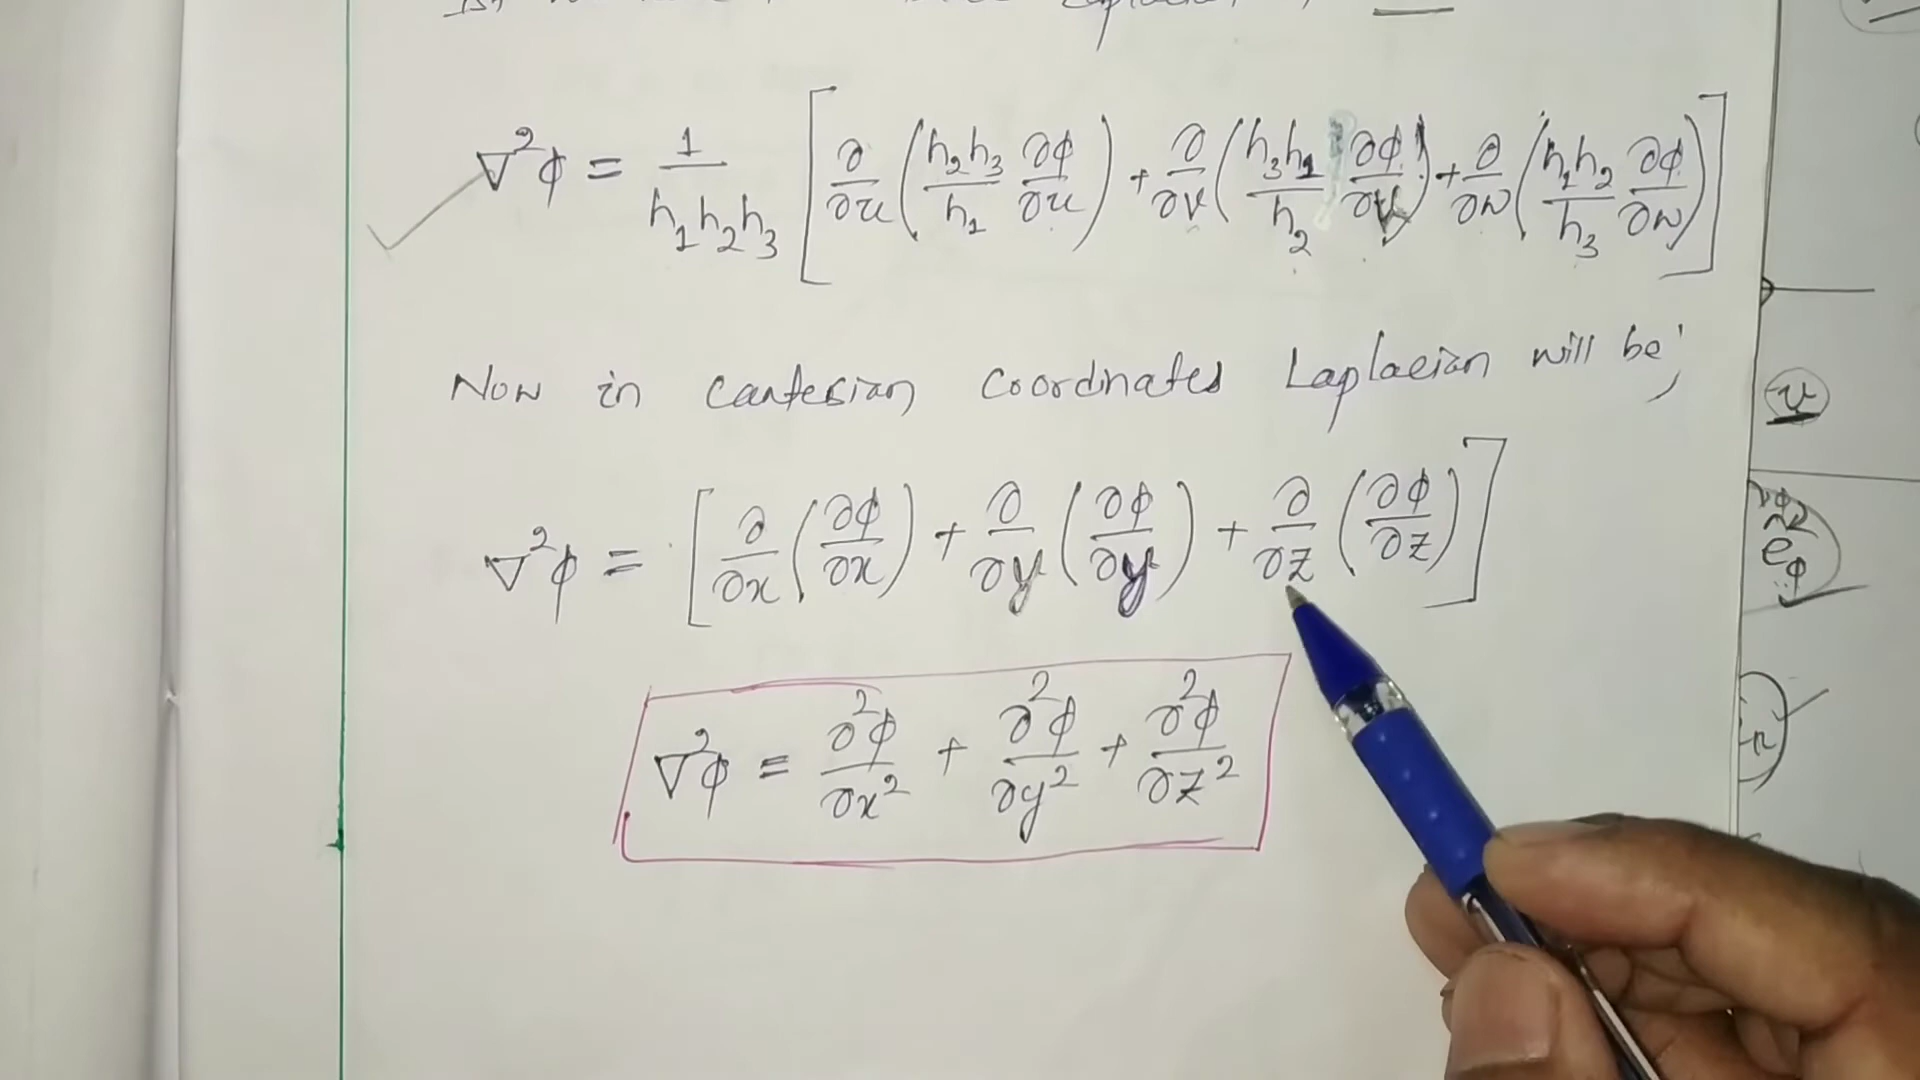 ∇²φ = 1/(h₁h₂h₃) [ ∂/∂u ( h₂h₃/h₁ ∂φ/∂u ) + ∂/∂v ( h₃h₁/h₂ ∂φ/∂v ) + ∂/∂w ( h₁h₂/h₃ ∂φ/∂w ) ]
Now in cartesian coordinates Laplacian will be;
∇²φ = [ ∂/∂x ( ∂φ/∂x ) + ∂/∂y ( ∂φ/∂y ) + ∂/∂z ( ∂φ/∂z ) ]
∇²φ = ∂²φ/∂x² + ∂²φ/∂y² + ∂²φ/∂z²